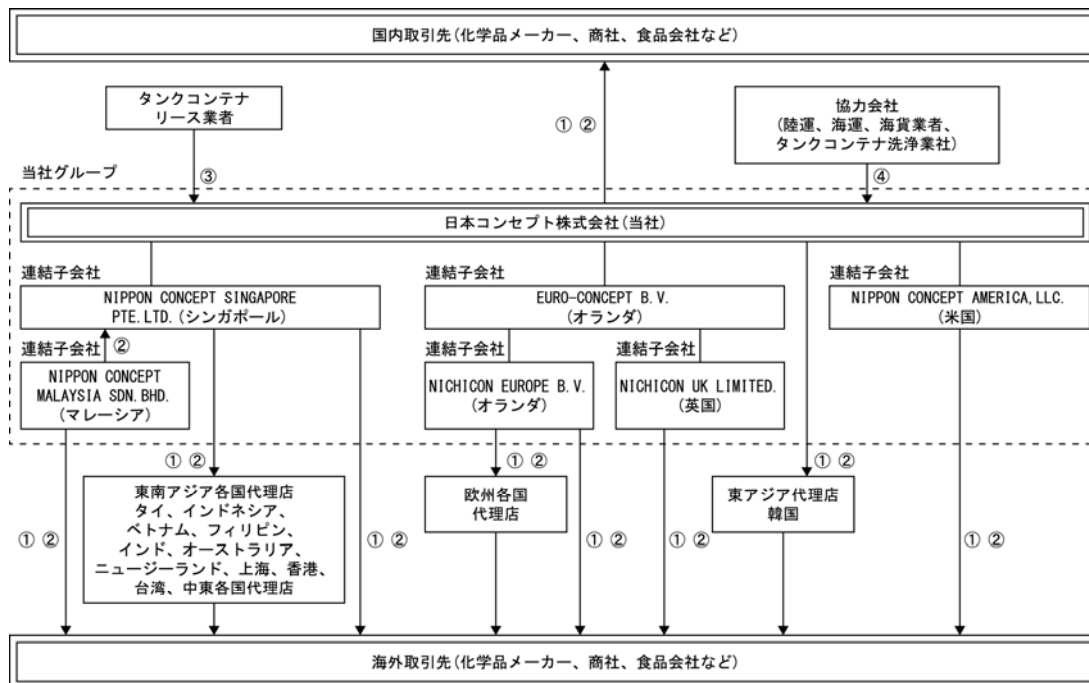 国内取引先(化学品メーカー、商社、食品会社など)
タンクコンテナ
リース業者
① ②
協力会社
(陸運、海運、海貨業者、
タンクコンテナ洗浄業社)
③
④
当社グループ
日本コンセプト株式会社(当社)
連結子会社
NIPPON CONCEPT SINGAPORE
PTE.LTD.(シンガポール)
連結子会社
EURO-CONCEPT B.V.
(オランダ)
連結子会社
NIPPON CONCEPT AMERICA,LLC.
(米国)
②
連結子会社
NIPPON CONCEPT
MALAYSIA SDN.BHD.
(マレーシア)
連結子会社
NICHICON EUROPE B.V.
(オランダ)
連結子会社
NICHICON UK LIMITED.
(英国)
① ②
① ②
① ②
東南アジア各国代理店
タイ、インドネシア、
ベトナム、フィリピン、
インド、オーストラリア、
ニュージーランド、上海、香港、
台湾、中東各国代理店
欧州各国
代理店
東アジア代理店
韓国
① ②
① ②
① ②
① ②
① ②
海外取引先(化学品メーカー、商社、食品会社など)